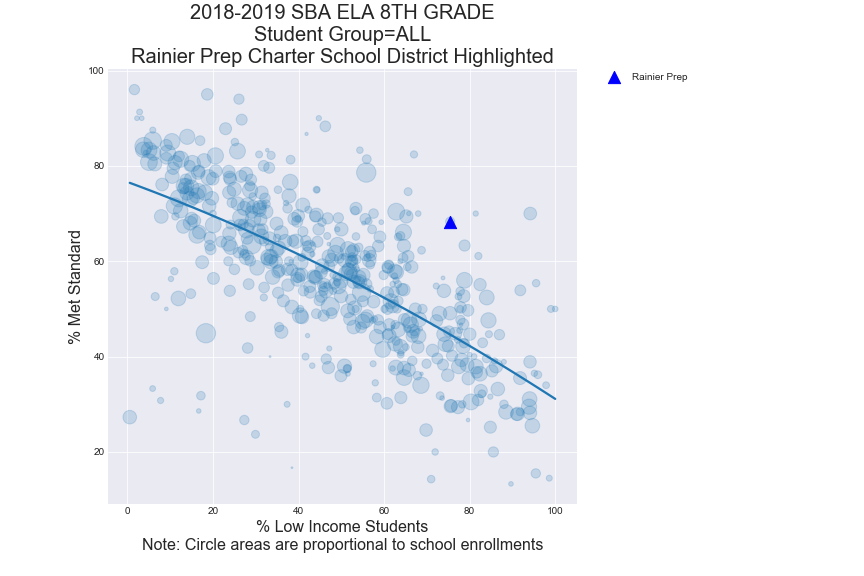 2018-2019 SBA ELA 8TH GRADE
Student Group=ALL
Rainier Prep Charter School District Highlighted
Rainier Prep
100
80
60
40
20
% Met Standard
0 20 40 60 80 100
% Low Income Students
Note: Circle areas are proportional to school enrollments